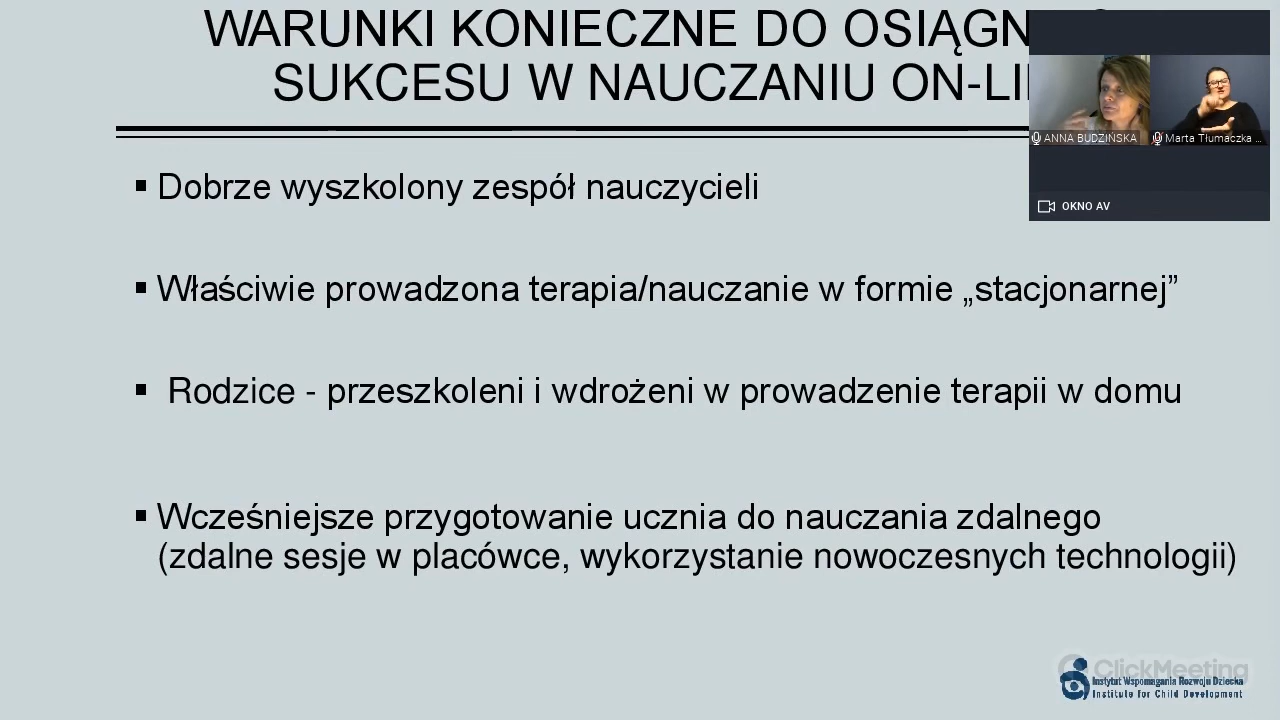 WARUNKI KONIECZNE DO OSIĄGN
SUKCESU W NAUCZANIU ON-LI
▪ Dobrze wyszkolony zespół nauczycieli
▪ Właściwie prowadzona terapia/nauczanie w formie „stacjonarnej”
▪ Rodzice - przeszkoleni i wdrożeni w prowadzenie terapii w domu
▪ Wcześniejsze przygotowanie ucznia do nauczania zdalnego
(zdalne sesje w placówce, wykorzystanie nowoczesnych technologii)
ANNA BUDZIŃSKA
Marta Tłumaczka ...
OKNO AV
ClickMeeting
Instytut Wspomagania Rozwoju Dziecka
Institute for Child Development